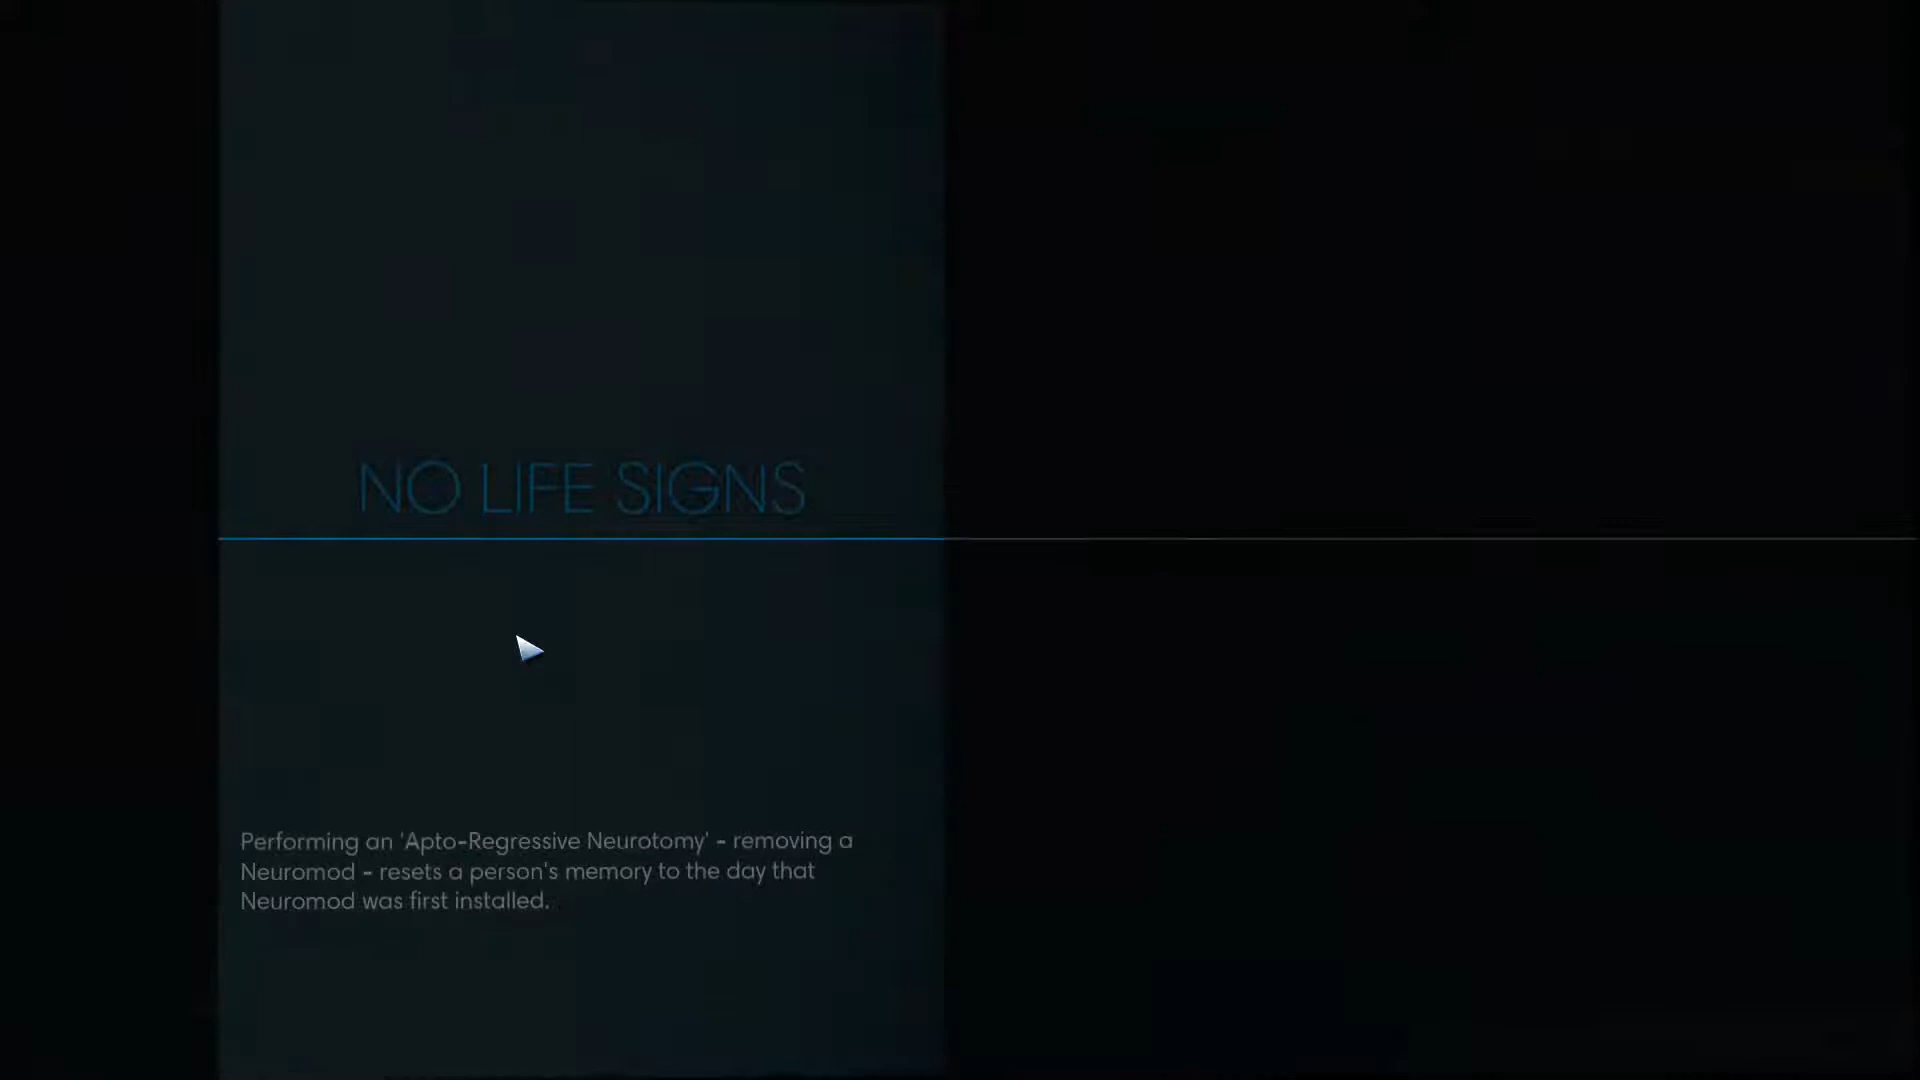 NO LIFE SIGNS
Performing an 'Apto-Regressive Neurotomy' - removing a
Neuromod - resets a person's memory to the day that
Neuromod was first installed.